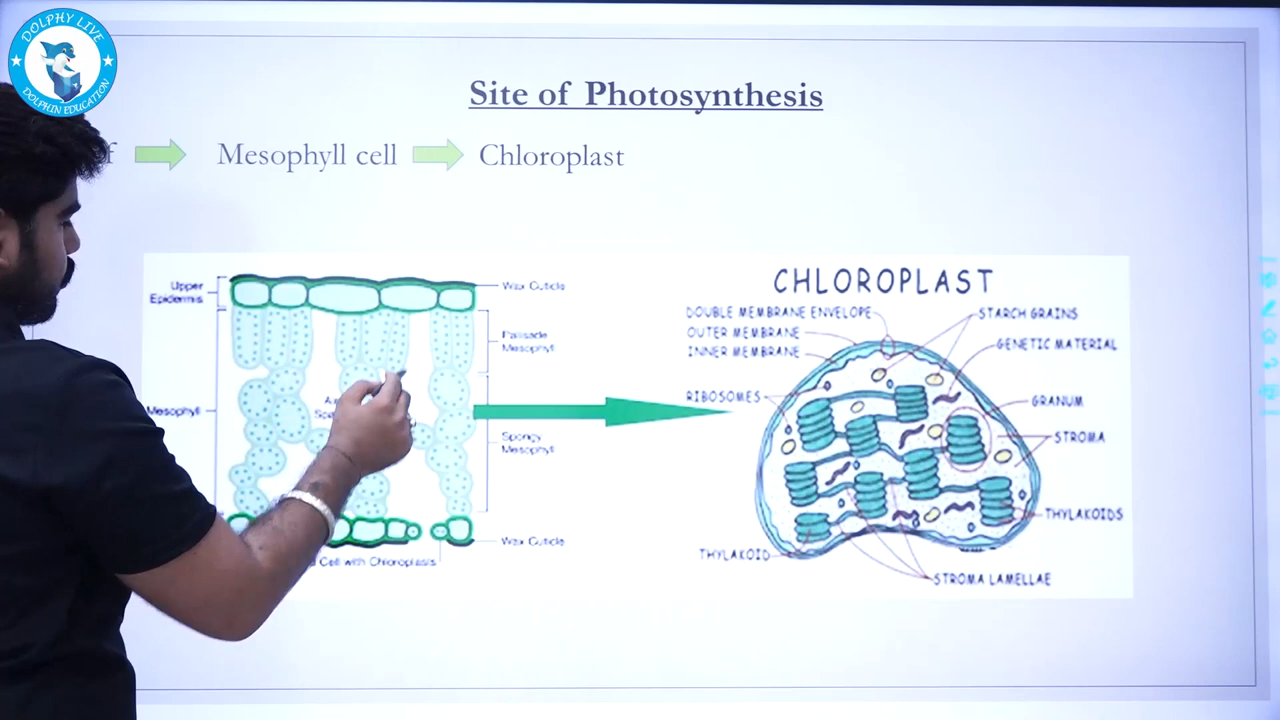 DOLPHY LIVE
DOLPHIN EDUCATION
Site of Photosynthesis
f
Mesophyll cell
Chloroplast
Upper
Epidermis
Mesophyll
Wax Cuticle
Palisade
Mesophyll
Spongy
Mesophyll
Wax Cuticle
Cell with Chloroplasts
CHLOROPLAST
DOUBLE MEMBRANE ENVELOPE
OUTER MEMBRANE
INNER MEMBRANE
RIBOSOMES
STARCH GRAINS
GENETIC MATERIAL
GRANUM
STROMA
THYLAKOIDS
THYLAKOID
STROMA LAMELLAE